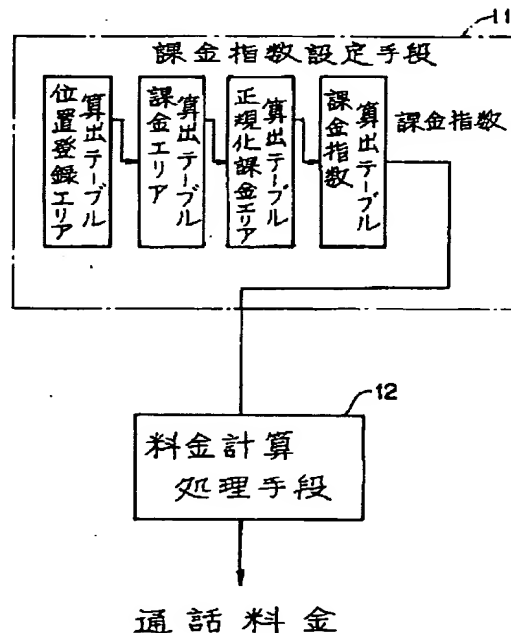 11
課金指数設定手段
位置登録エリア
算出テーブル
課金エリア
算出テーブル
正規化課金エリア
算出テーブル
課金指数
算出テーブル
課金指数
12
料金計算
処理手段
通話料金